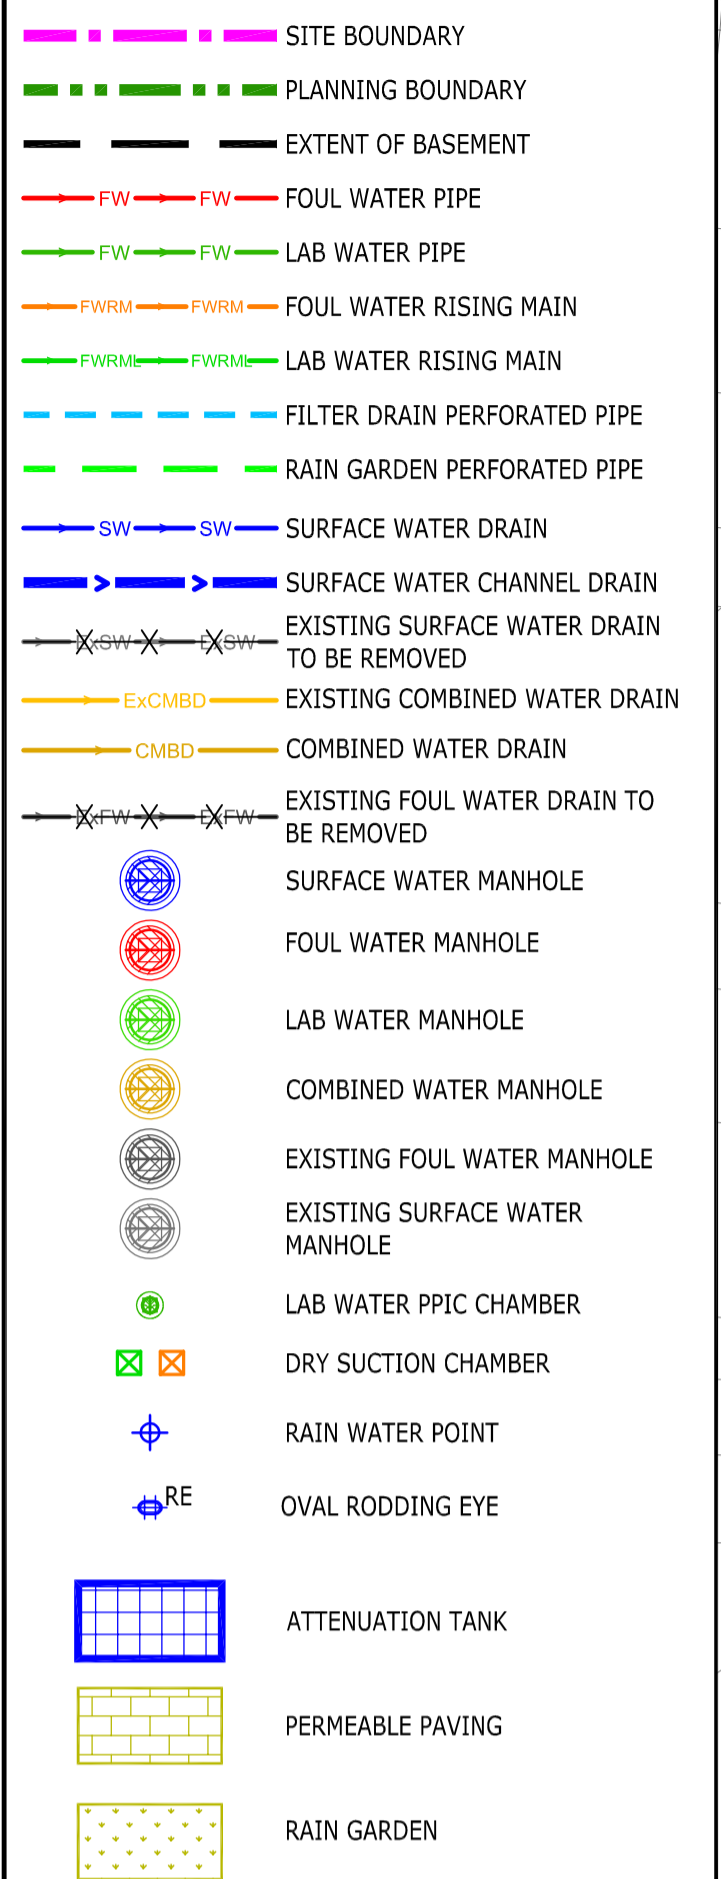 SITE BOUNDARY
PLANNING BOUNDARY
EXTENT OF BASEMENT
FW FW FOUL WATER PIPE
FW FW LAB WATER PIPE
FWRM FWRM FOUL WATER RISING MAIN
FWRML FWRML LAB WATER RISING MAIN
FILTER DRAIN PERFORATED PIPE
RAIN GARDEN PERFORATED PIPE
SW SW SURFACE WATER DRAIN
SURFACE WATER CHANNEL DRAIN
ExSW ExSW EXISTING SURFACE WATER DRAIN
TO BE REMOVED
ExCMBD EXISTING COMBINED WATER DRAIN
CMBD COMBINED WATER DRAIN
ExFW ExFW EXISTING FOUL WATER DRAIN TO
BE REMOVED
SURFACE WATER MANHOLE
FOUL WATER MANHOLE
LAB WATER MANHOLE
COMBINED WATER MANHOLE
EXISTING FOUL WATER MANHOLE
EXISTING SURFACE WATER
MANHOLE
LAB WATER PPIC CHAMBER
DRY SUCTION CHAMBER
RAIN WATER POINT
RE OVAL RODDING EYE
ATTENUATION TANK
PERMEABLE PAVING
RAIN GARDEN